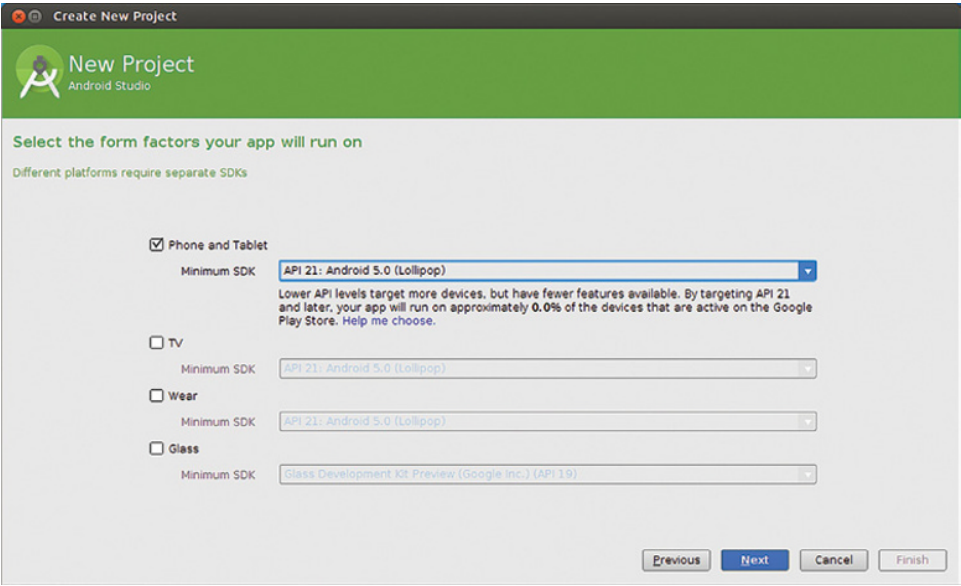 Create New Project
New Project
Android Studio
Select the form factors your app will run on
Different platforms require separate SDKs
Phone and Tablet
Minimum SDK API 21: Android 5.0 (Lollipop)
Lower API levels target more devices, but have fewer features available. By targeting API 21
and later, your app will run on approximately 0.0% of the devices that are active on the Google
Play Store. Help me choose.
TV
Minimum SDK API 21: Android 5.0 (Lollipop)
Wear
Minimum SDK API 21: Android 5.0 (Lollipop)
Glass
Minimum SDK Glass Development Kit Preview (Google Inc.) (API 19)
Previous Next Cancel Finish